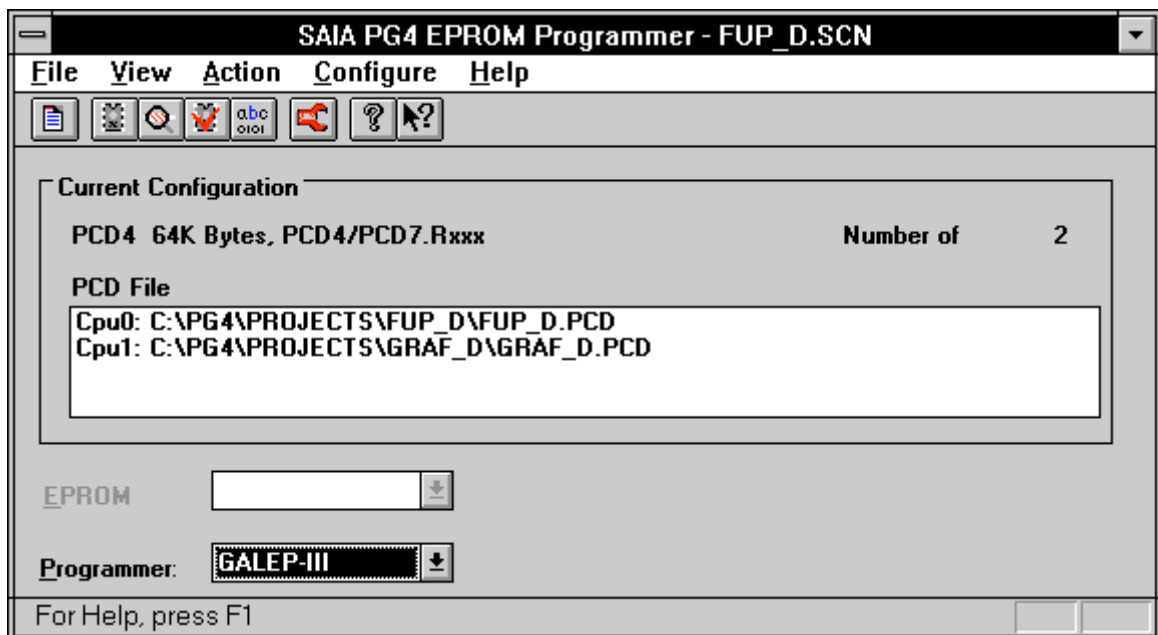 SAIA PG4 EPROM Programmer - FUP_D.SCN
File View Action Configure Help
abc
0101
Current Configuration
PCD4 64K Bytes, PCD4/PCD7.Rxxx Number of 2
PCD File
Cpu0: C:\PG4\PROJECTS\FUP_D\FUP_D.PCD
Cpu1: C:\PG4\PROJECTS\GRAF_D\GRAF_D.PCD
EPROM
Programmer: GALEP-III
For Help, press F1